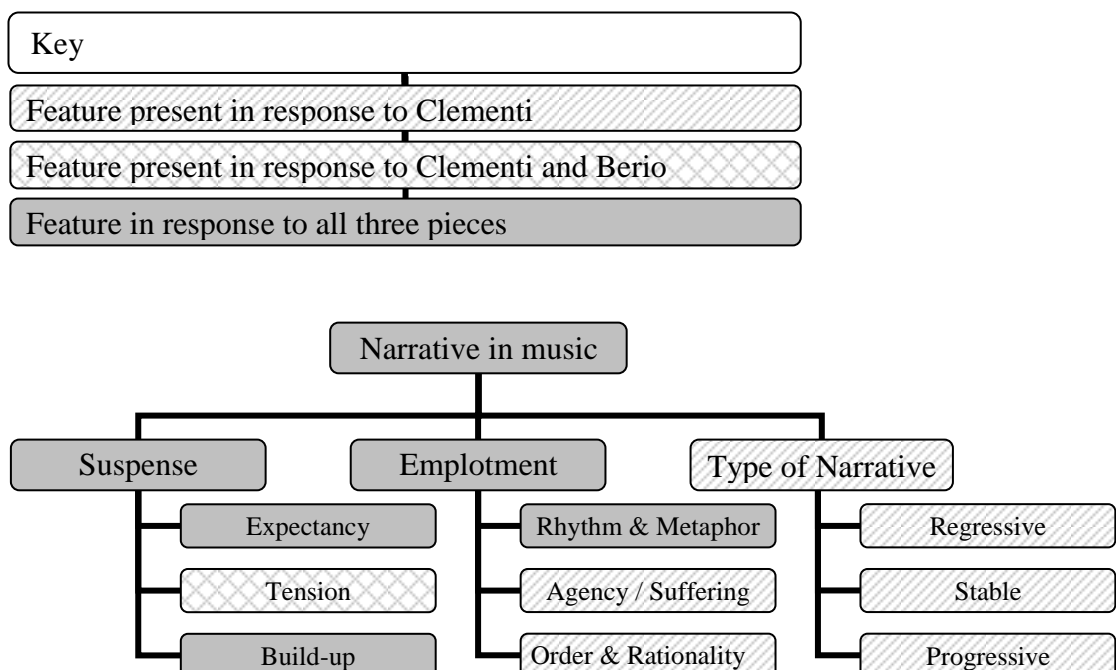 Key
Feature present in response to Clementi
Feature present in response to Clementi and Berio
Feature in response to all three pieces
Narrative in music
Suspense
Emplotment
Type of Narrative
Expectancy
Rhythm & Metaphor
Regressive
Tension
Agency / Suffering
Stable
Build-up
Order & Rationality
Progressive